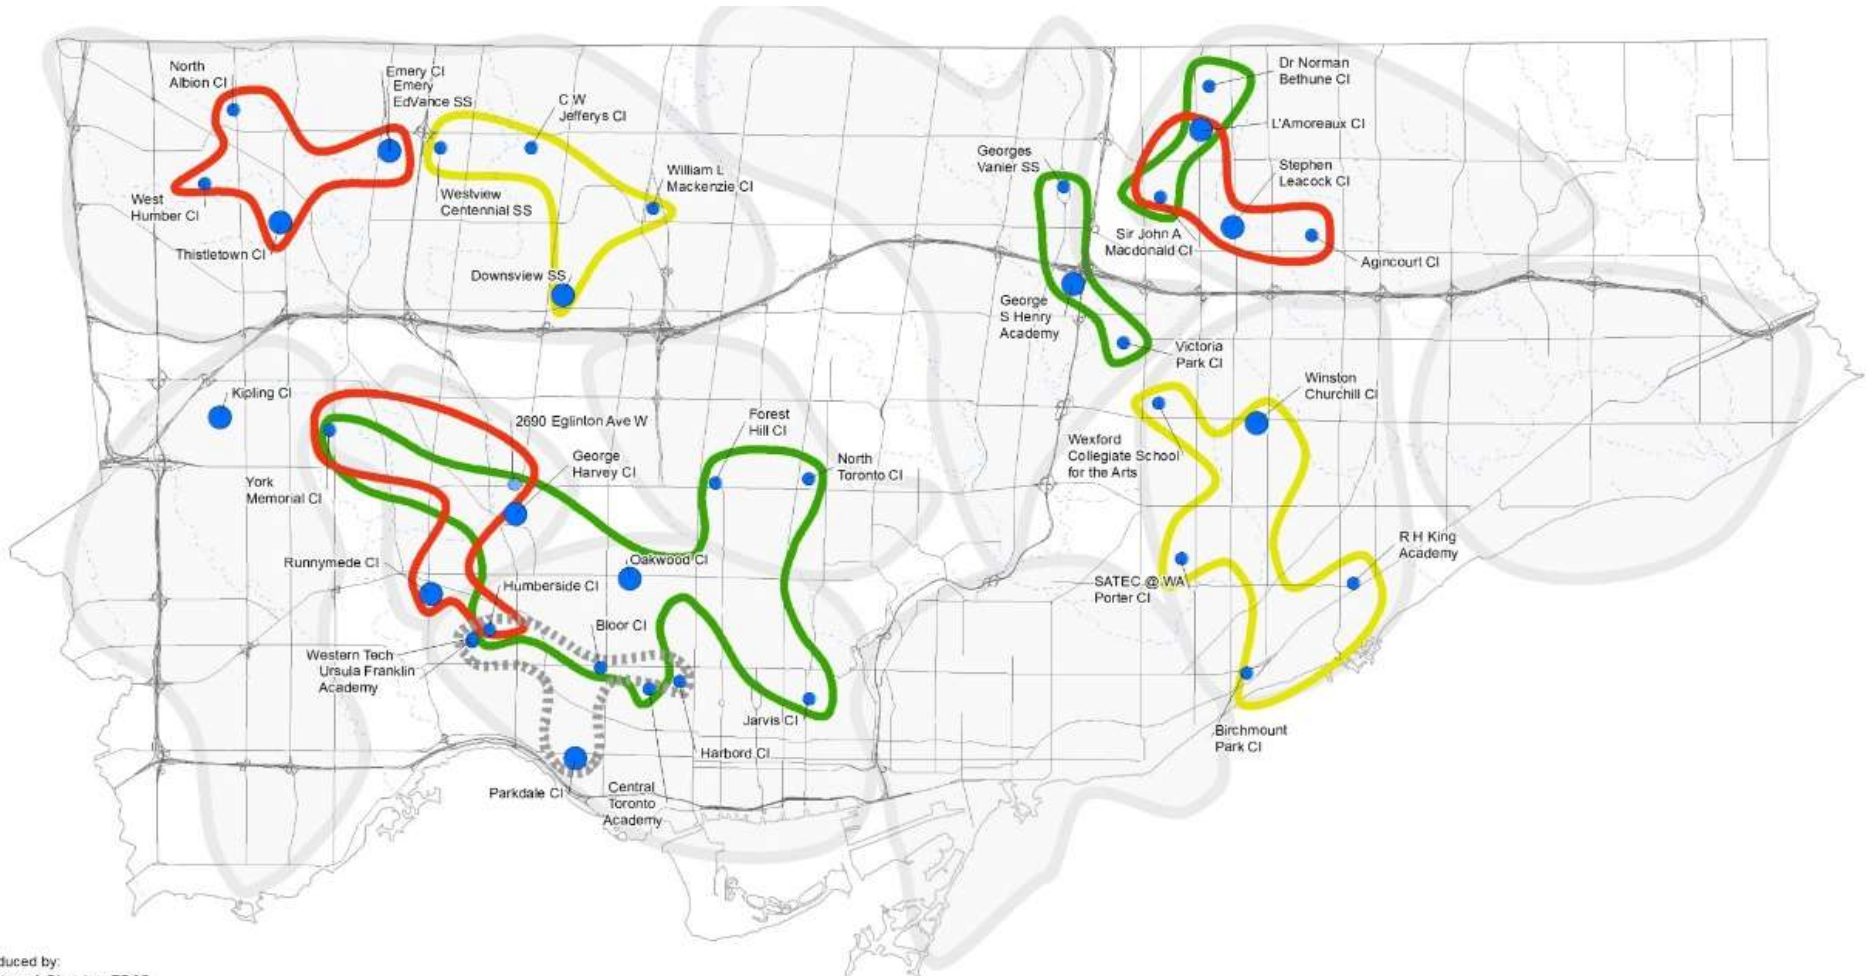 North
Albion CI
Emery CI
Emery
EdVance SS
C W
Jefferys CI
Dr Norman
Bethune CI
L'Amoreaux CI
Georges
Vanier SS
Stephen
Leacock CI
William L
Mackenzie CI
West
Humber CI
Westview
Centennial SS
Thistletown CI
Sir John A
Macdonald CI
Agincourt CI
Downsview SS
George
S Henry
Academy
Victoria
Park CI
Kipling CI
Winston
Churchill CI
2690 Eglinton Ave W
Forest
Hill CI
George
Harvey CI
North
Toronto CI
Wexford
Collegiate School
for the Arts
York
Memorial CI
R H King
Academy
Runnymede CI
Oakwood CI
Humberside CI
SATEC @ WA
Porter CI
Bloor CI
Western Tech
Ursula Franklin
Academy
Jarvis CI
Harbord CI
Birchmount
Park CI
Parkdale CI
Central
Toronto
Academy
duced by: